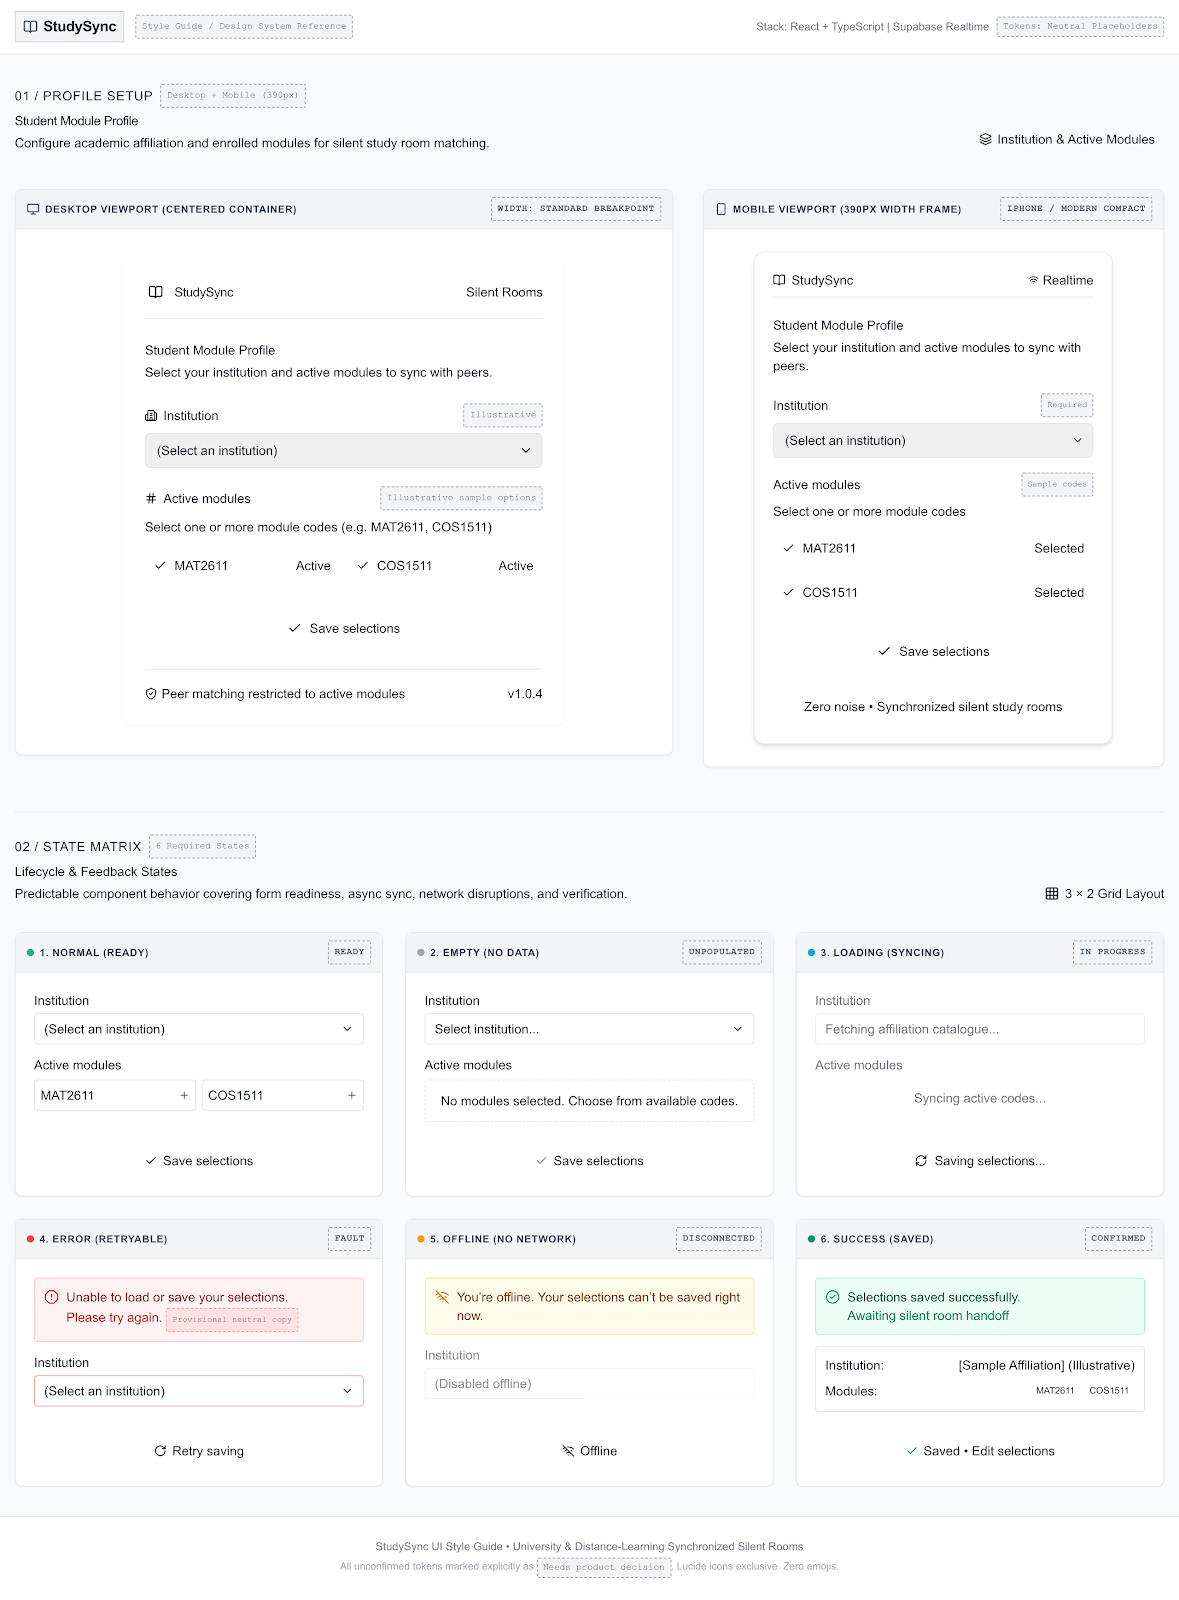 StudySync
Style Guide / Design System Reference
Stack: React + TypeScript | Supabase Realtime
Tokens: Neutral Placeholders
01 / PROFILE SETUP
Desktop + Mobile (390px)
Student Module Profile
Configure academic affiliation and enrolled modules for silent study room matching.
Institution & Active Modules
DESKTOP VIEWPORT (CENTERED CONTAINER)
WIDTH: STANDARD BREAKPOINT
StudySync
Silent Rooms
Student Module Profile
Select your institution and active modules to sync with peers.
Institution
Illustrative
(Select an institution)
Active modules
Illustrative sample options
Select one or more module codes (e.g. MAT2611, COS1511)
MAT2611
Active
COS1511
Active
Save selections
Peer matching restricted to active modules
v1.0.4
MOBILE VIEWPORT (390PX WIDTH FRAME)
IPHONE / MODERN COMPACT
StudySync
Realtime
Student Module Profile
Select your institution and active modules to sync with
peers.
Institution
Required
(Select an institution)
Active modules
Sample codes
Select one or more module codes
MAT2611
Selected
COS1511
Selected
Save selections
Zero noise • Synchronized silent study rooms
02 / STATE MATRIX
6 Required States
Lifecycle & Feedback States
Predictable component behavior covering form readiness, async sync, network disruptions, and verification.
3 × 2 Grid Layout
1. NORMAL (READY)
READY
Institution
(Select an institution)
Active modules
MAT2611 +
COS1511 +
Save selections
2. EMPTY (NO DATA)
UNPOPULATED
Institution
Select institution...
Active modules
No modules selected. Choose from available codes.
Save selections
3. LOADING (SYNCING)
IN PROGRESS
Institution
Fetching affiliation catalogue...
Active modules
Syncing active codes...
Saving selections...
4. ERROR (RETRYABLE)
FAULT
Unable to load or save your selections.
Please try again. Provisional neutral copy
Institution
(Select an institution)
Retry saving
5. OFFLINE (NO NETWORK)
DISCONNECTED
You're offline. Your selections can't be saved right
now.
Institution
(Disabled offline)
Offline
6. SUCCESS (SAVED)
CONFIRMED
Selections saved successfully.
Awaiting silent room handoff
Institution: [Sample Affiliation] (Illustrative)
Modules: MAT2611 COS1511
Saved • Edit selections
StudySync UI Style Guide • University & Distance-Learning Synchronized Silent Rooms
All unconfirmed tokens marked explicitly as Needs product decision. Lucide icons exclusive. Zero emojis.